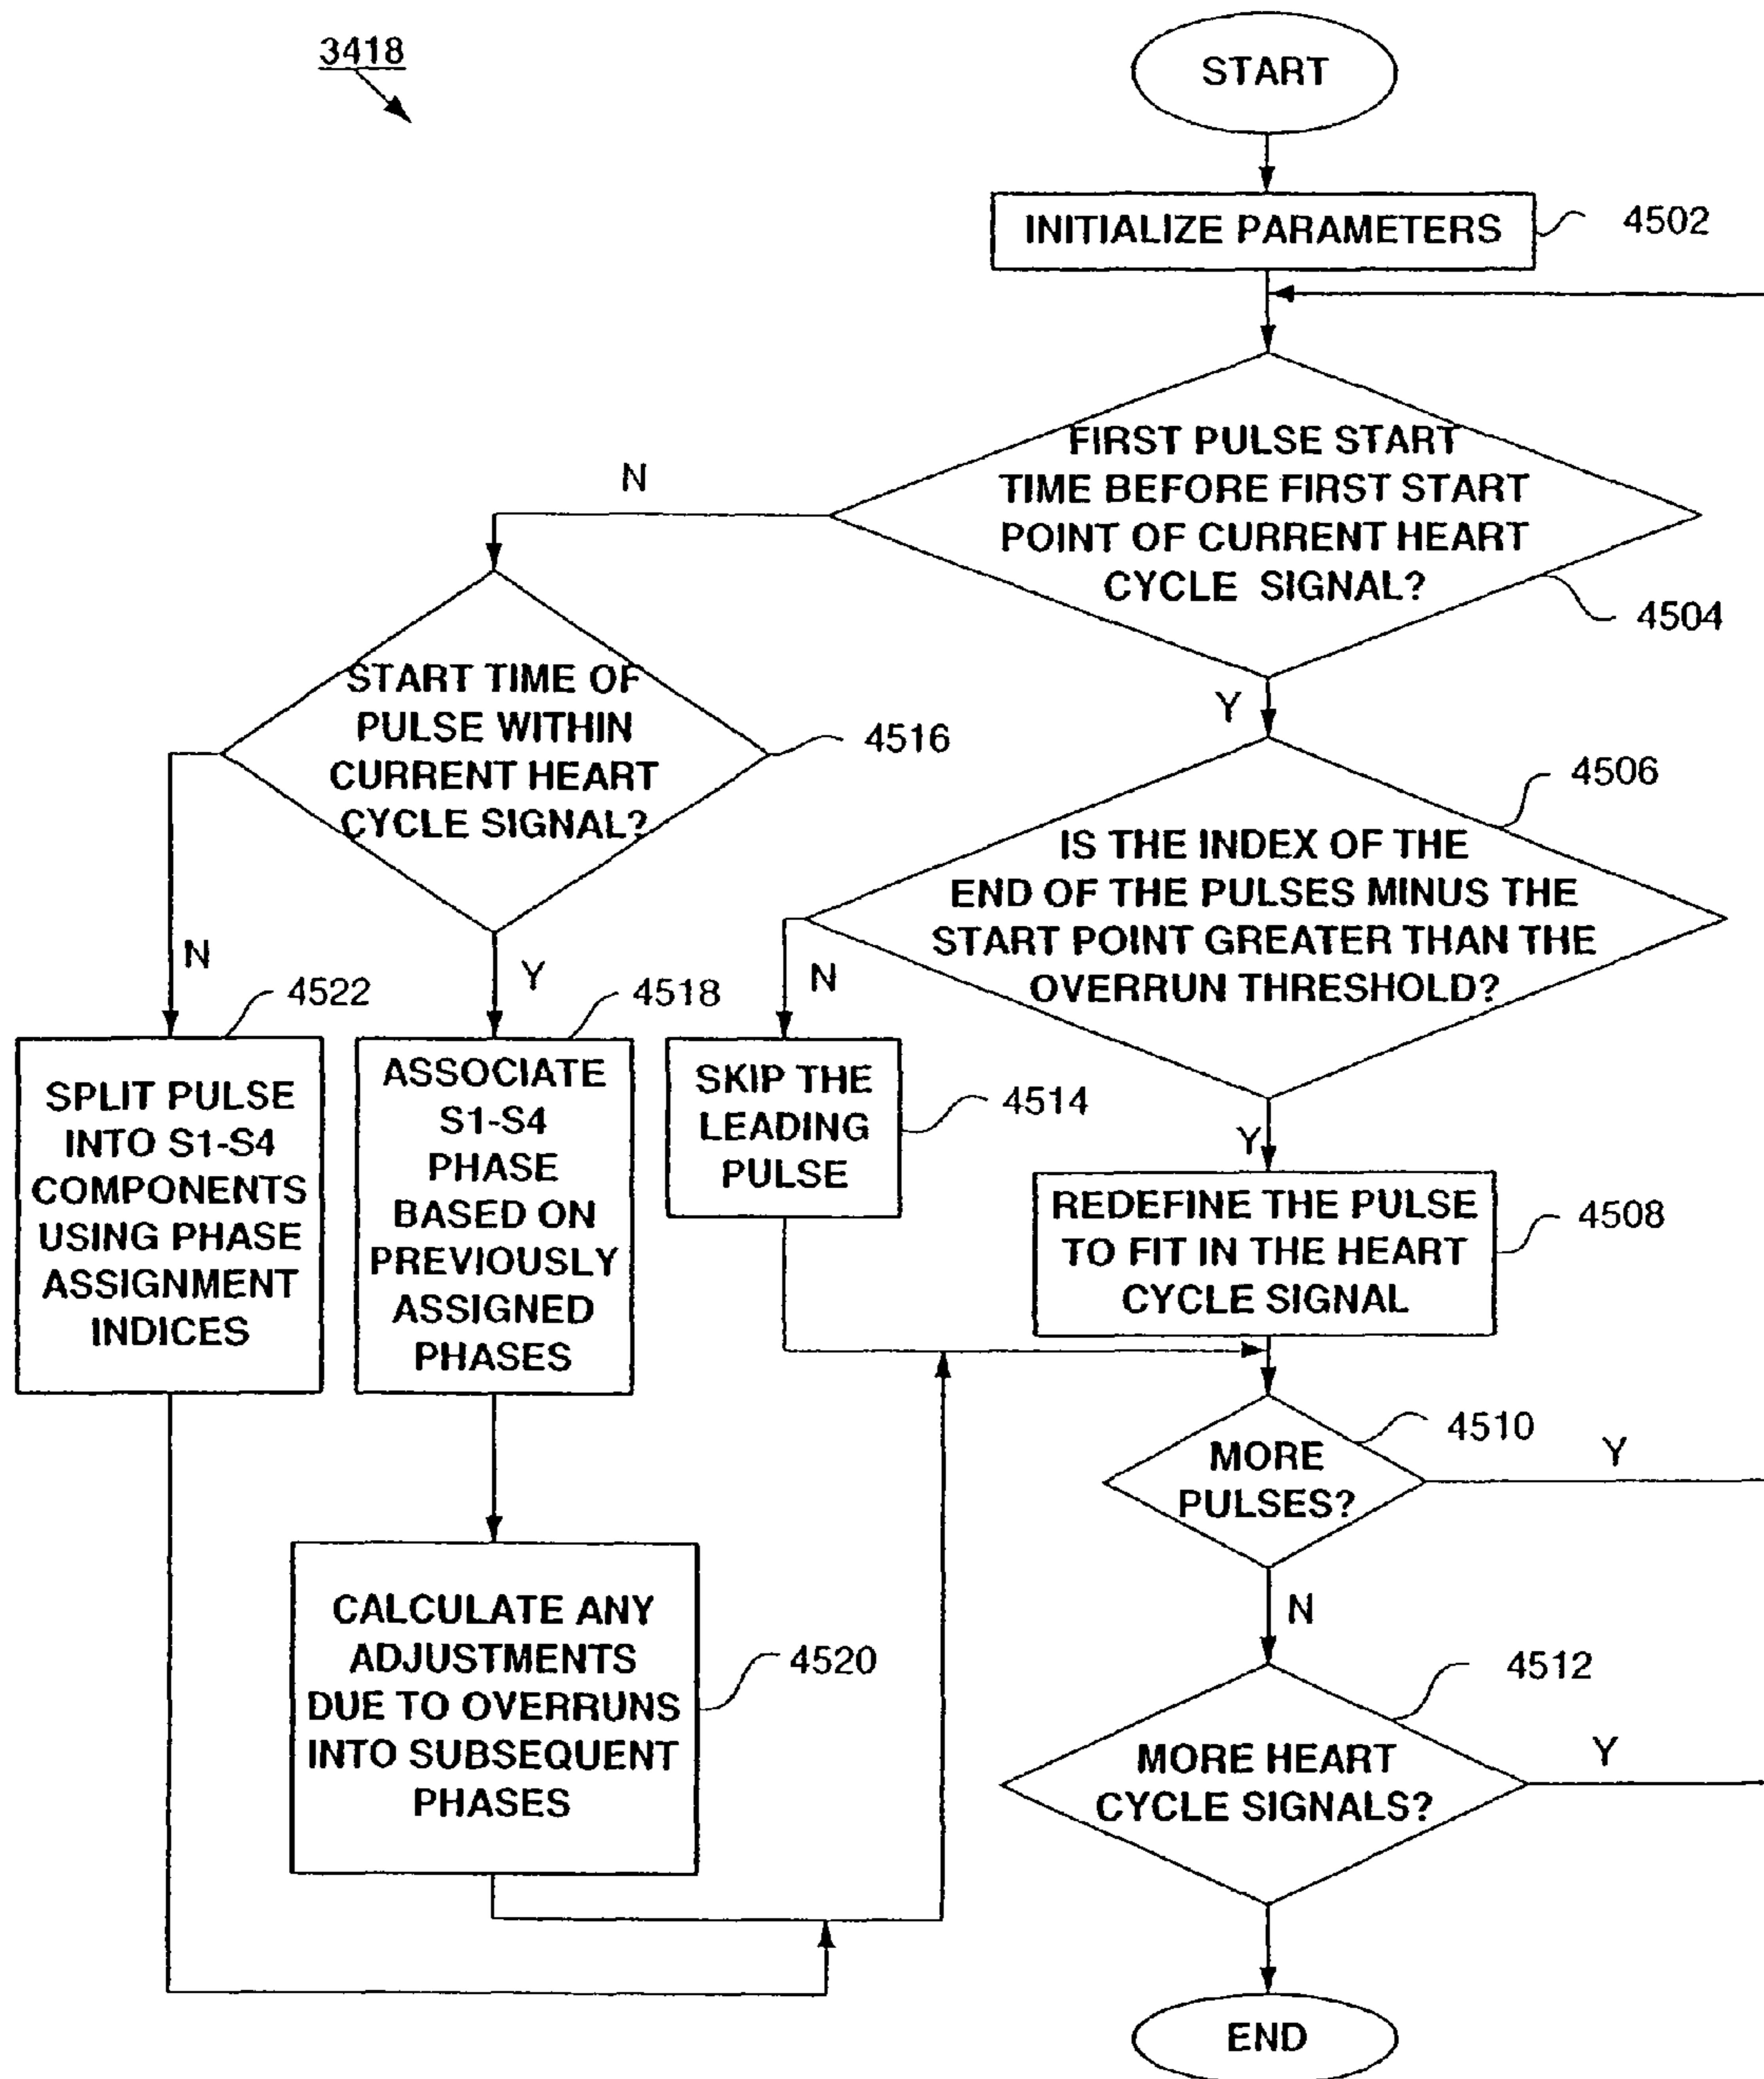 3418
START
INITIALIZE PARAMETERS
4502
FIRST PULSE START
TIME BEFORE FIRST START
POINT OF CURRENT HEART
CYCLE SIGNAL?
4504
N
Y
START TIME OF
PULSE WITHIN
CURRENT HEART
CYCLE SIGNAL?
4516
N
Y
IS THE INDEX OF THE
END OF THE PULSES MINUS THE
START POINT GREATER THAN THE
OVERRUN THRESHOLD?
4506
N
Y
SPLIT PULSE
INTO S1-S4
COMPONENTS
USING PHASE
ASSIGNMENT
INDICES
4522
ASSOCIATE
S1-S4
PHASE
BASED ON
PREVIOUSLY
ASSIGNED
PHASES
4518
SKIP THE
LEADING
PULSE
4514
REDEFINE THE PULSE
TO FIT IN THE HEART
CYCLE SIGNAL
4508
MORE
PULSES?
4510
Y
N
CALCULATE ANY
ADJUSTMENTS
DUE TO OVERRUNS
INTO SUBSEQUENT
PHASES
4520
MORE HEART
CYCLE SIGNALS?
4512
Y
END